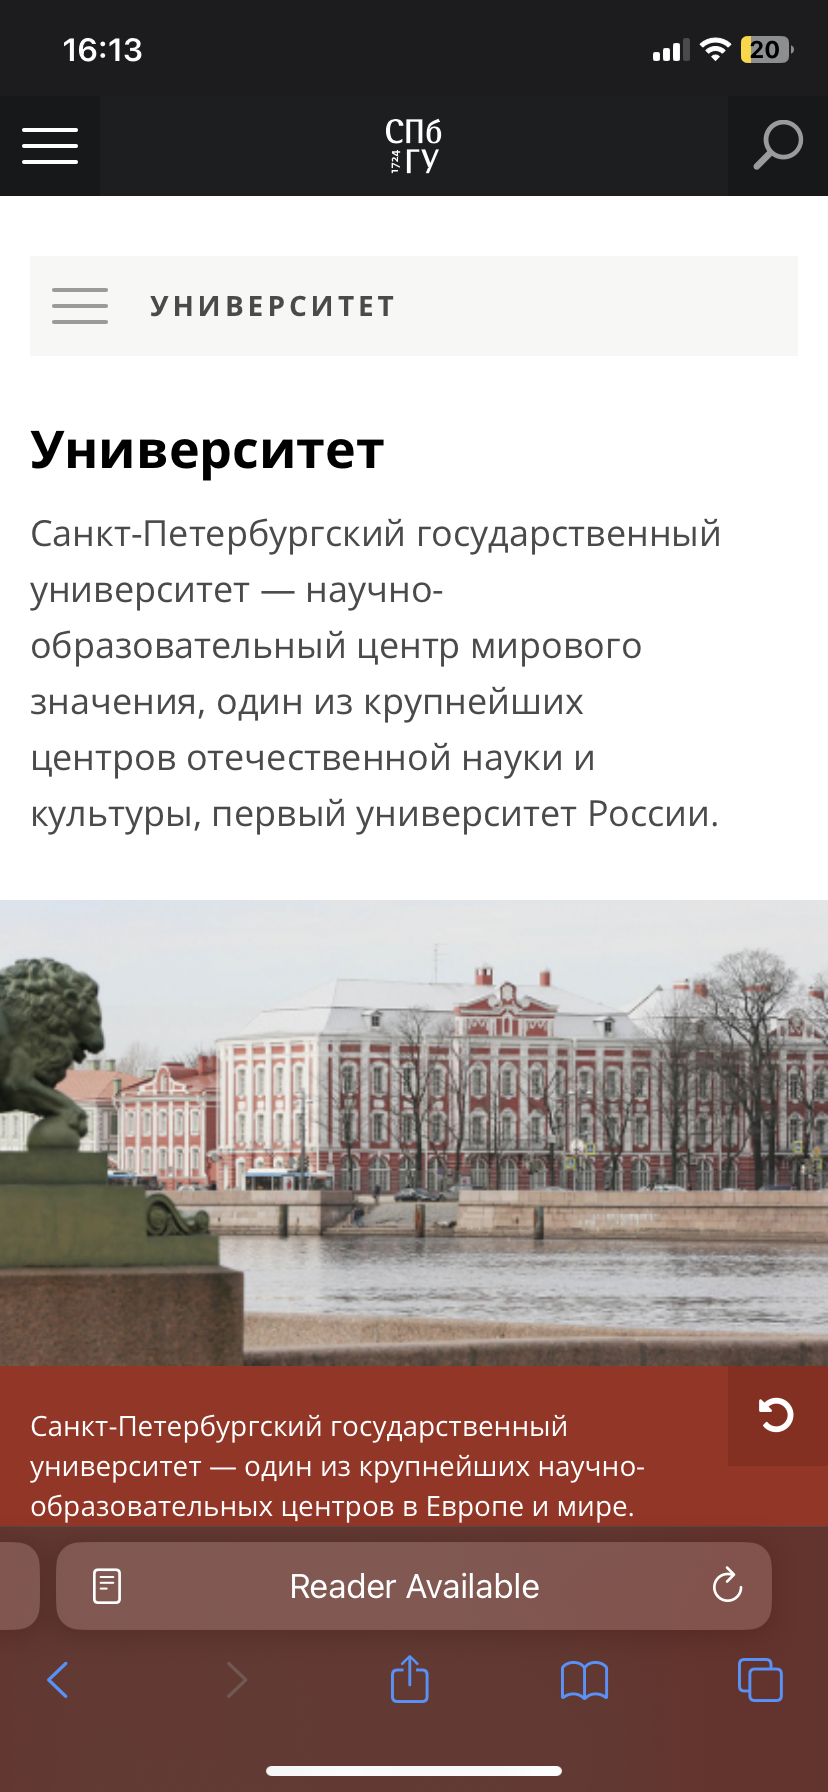 16:13
20
СПб
1724 ГУ
УНИВЕРСИТЕТ
Университет
Санкт-Петербургский государственный
университет — научно-
образовательный центр мирового
значения, один из крупнейших
центров отечественной науки и
культуры, первый университет России.
Санкт-Петербургский государственный
университет — один из крупнейших научно-
образовательных центров в Европе и мире.
Reader Available